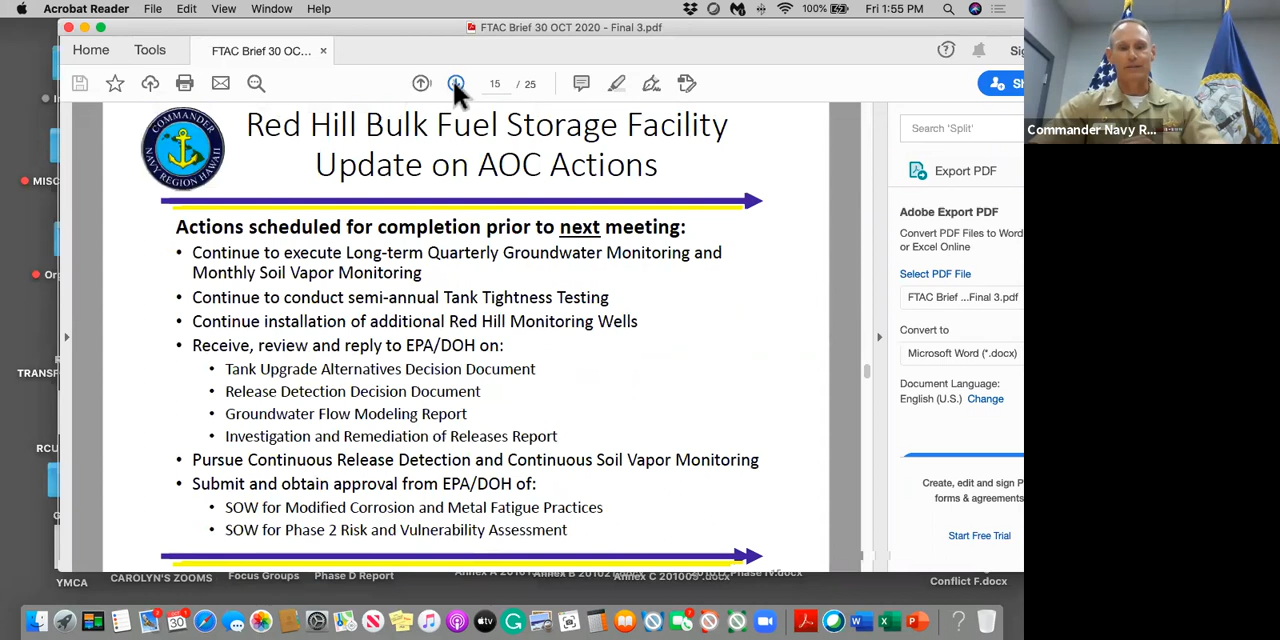 Acrobat Reader File Edit View Window Help
100% Fri 1:55 PM
FTAC Brief 30 OCT 2020 - Final 3.pdf
Home Tools FTAC Brief 30 OC... ×
15 / 25
COMMANDER
NAVY REGION HAWAII
Red Hill Bulk Fuel Storage Facility
Update on AOC Actions
Actions scheduled for completion prior to next meeting:
• Continue to execute Long-term Quarterly Groundwater Monitoring and
Monthly Soil Vapor Monitoring
• Continue to conduct semi-annual Tank Tightness Testing
• Continue installation of additional Red Hill Monitoring Wells
• Receive, review and reply to EPA/DOH on:
• Tank Upgrade Alternatives Decision Document
• Release Detection Decision Document
• Groundwater Flow Modeling Report
• Investigation and Remediation of Releases Report
• Pursue Continuous Release Detection and Continuous Soil Vapor Monitoring
• Submit and obtain approval from EPA/DOH of:
• SOW for Modified Corrosion and Metal Fatigue Practices
• SOW for Phase 2 Risk and Vulnerability Assessment
Search 'Split'
Export PDF
Adobe Export PDF
Convert PDF Files to Word
or Excel Online
Select PDF File
FTAC Brief ...Final 3.pdf
Convert to
Microsoft Word (*.docx)
Document Language:
English (U.S.) Change
Create, edit and sign P
forms & agreements
Start Free Trial
Commander Navy R...
MISC
Or
TRANSF
RCU
YMCA
CAROLYN'S ZOOMS
Focus Groups
Phase D Report
Conflict F.docx
30